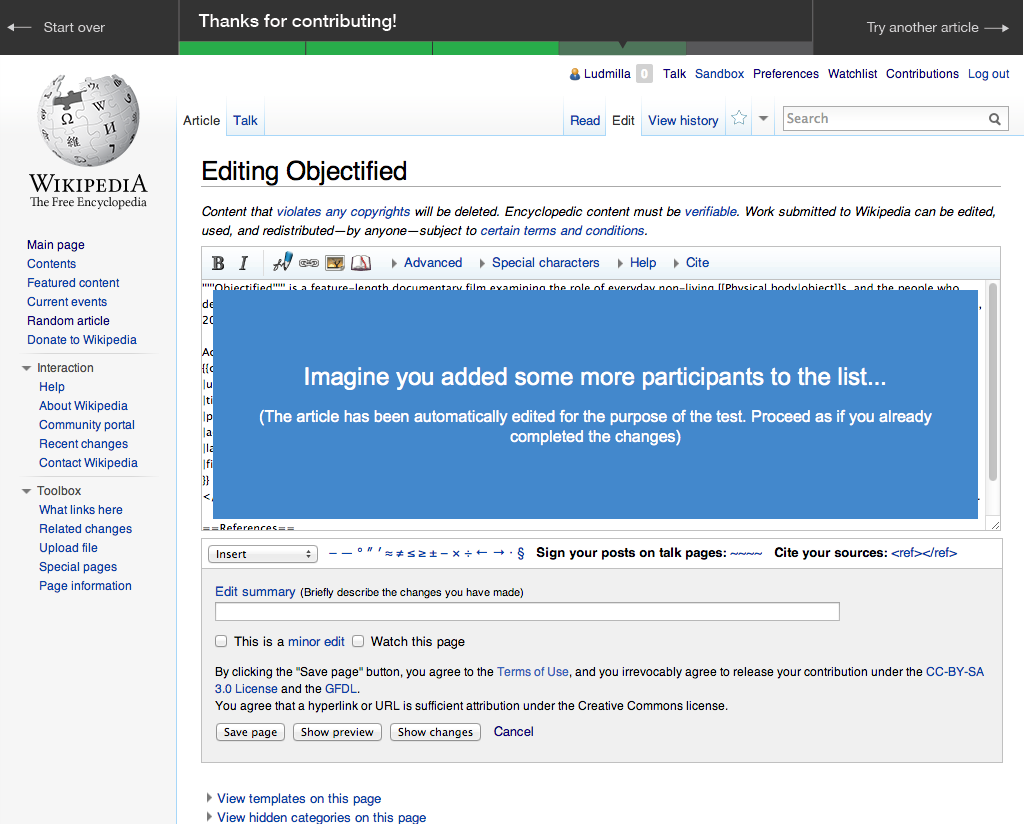 Start over
Thanks for contributing!
Try another article
Ludmilla 0 Talk Sandbox Preferences Watchlist Contributions Log out
Article Talk Read Edit View history Search
Ω W И 維
WIKIPEDIA
The Free Encyclopedia
Main page
Contents
Featured content
Current events
Random article
Donate to Wikipedia
Interaction
Help
About Wikipedia
Community portal
Recent changes
Contact Wikipedia
Toolbox
What links here
Related changes
Upload file
Special pages
Page information
Editing Objectified
Content that violates any copyrights will be deleted. Encyclopedic content must be verifiable. Work submitted to Wikipedia can be edited,
used, and redistributed—by anyone—subject to certain terms and conditions.
B I Advanced Special characters Help Cite
"""Objectified""" is a feature-length documentary film examining the role of everyday non-living [[Physical body|object]]s, and the people who
de
20
Ac
{{c
|u
|ti
|p
|a
|la
|fi
}}
<
Imagine you added some more participants to the list...
(The article has been automatically edited for the purpose of the test. Proceed as if you already
completed the changes)
==References==
Insert – — ° ″ ′ ≈ ≠ ≤ ≥ ± − × ÷ ← → · § Sign your posts on talk pages: ~~~~ Cite your sources: <ref></ref>
Edit summary (Briefly describe the changes you have made)
This is a minor edit Watch this page
By clicking the "Save page" button, you agree to the Terms of Use, and you irrevocably agree to release your contribution under the CC-BY-SA
3.0 License and the GFDL.
You agree that a hyperlink or URL is sufficient attribution under the Creative Commons license.
Save page Show preview Show changes Cancel
View templates on this page
View hidden categories on this page